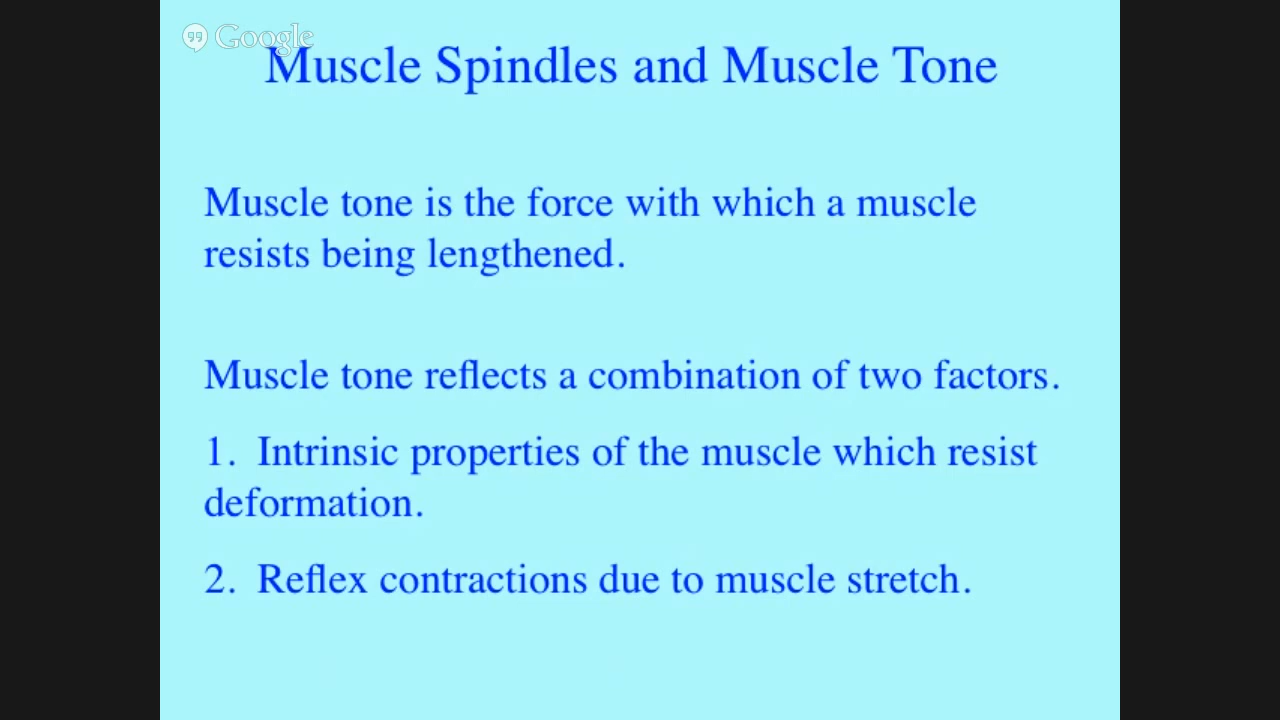 Google
Muscle Spindles and Muscle Tone
Muscle tone is the force with which a muscle
resists being lengthened.
Muscle tone reflects a combination of two factors.
1. Intrinsic properties of the muscle which resist
deformation.
2. Reflex contractions due to muscle stretch.